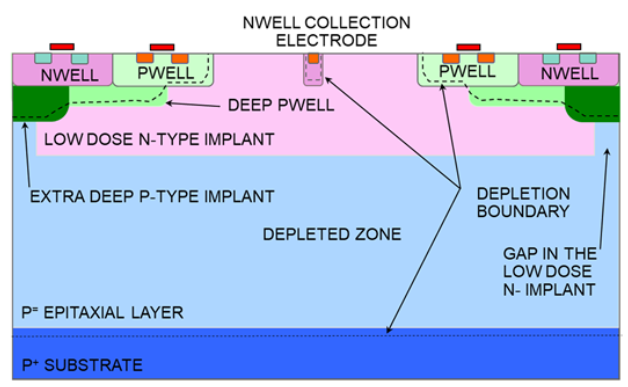 NWELL COLLECTION
ELECTRODE
NWELL
PWELL
PWELL
NWELL
DEEP PWELL
LOW DOSE N-TYPE IMPLANT
EXTRA DEEP P-TYPE IMPLANT
DEPLETION
BOUNDARY
DEPLETED ZONE
GAP IN THE
LOW DOSE
N- IMPLANT
P= EPITAXIAL LAYER
P+ SUBSTRATE